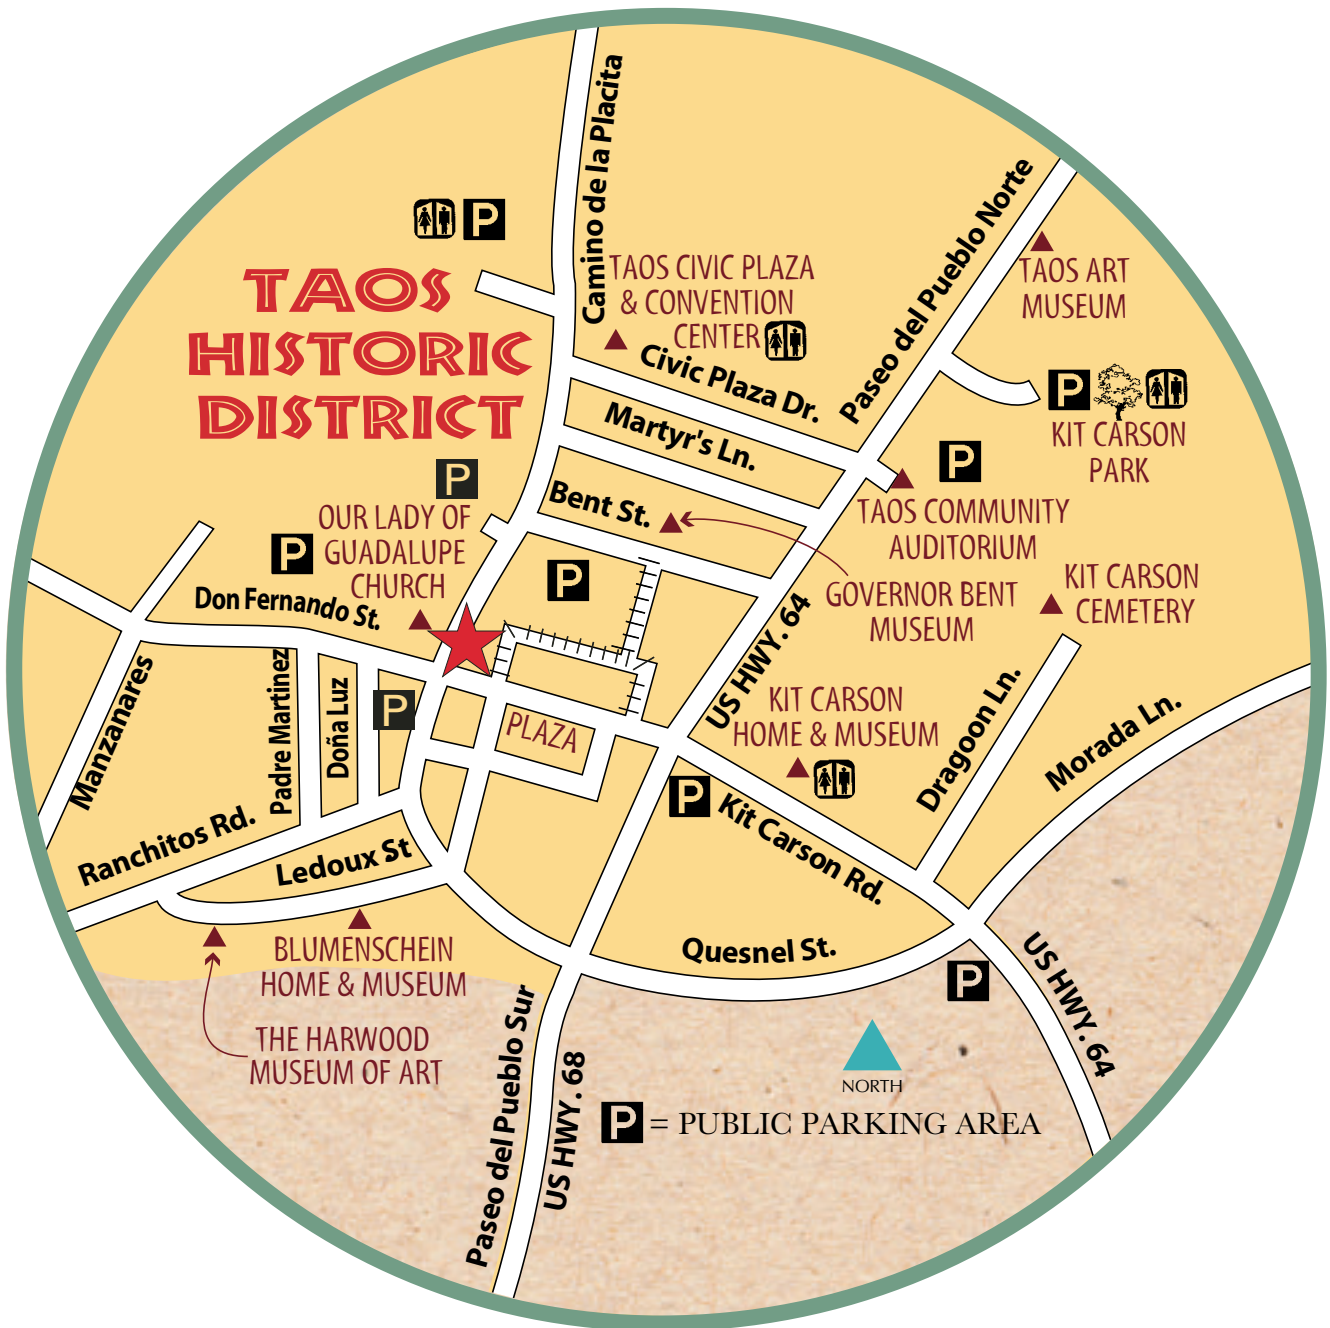 Camino de la Placita
Paseo del Pueblo Norte
P
TAOS
HISTORIC
DISTRICT
TAOS CIVIC PLAZA
& CONVENTION
CENTER
TAOS ART
MUSEUM
Civic Plaza Dr.
P
KIT CARSON
PARK
Martyr's Ln.
P
P
Bent St.
TAOS COMMUNITY
AUDITORIUM
OUR LADY OF
GUADALUPE
CHURCH
P
P
GOVERNOR BENT
MUSEUM
KIT CARSON
CEMETERY
Don Fernando St.
US HWY. 64
Manzanares
Padre Martinez
Doña Luz
P
PLAZA
KIT CARSON
HOME & MUSEUM
Dragoon Ln.
Morada Ln.
P
Kit Carson Rd.
Ranchitos Rd.
Ledoux St
BLUMENSCHEIN
HOME & MUSEUM
Quesnel St.
P
US HWY. 64
THE HARWOOD
MUSEUM OF ART
Paseo del Pueblo Sur
US HWY. 68
NORTH
P = PUBLIC PARKING AREA